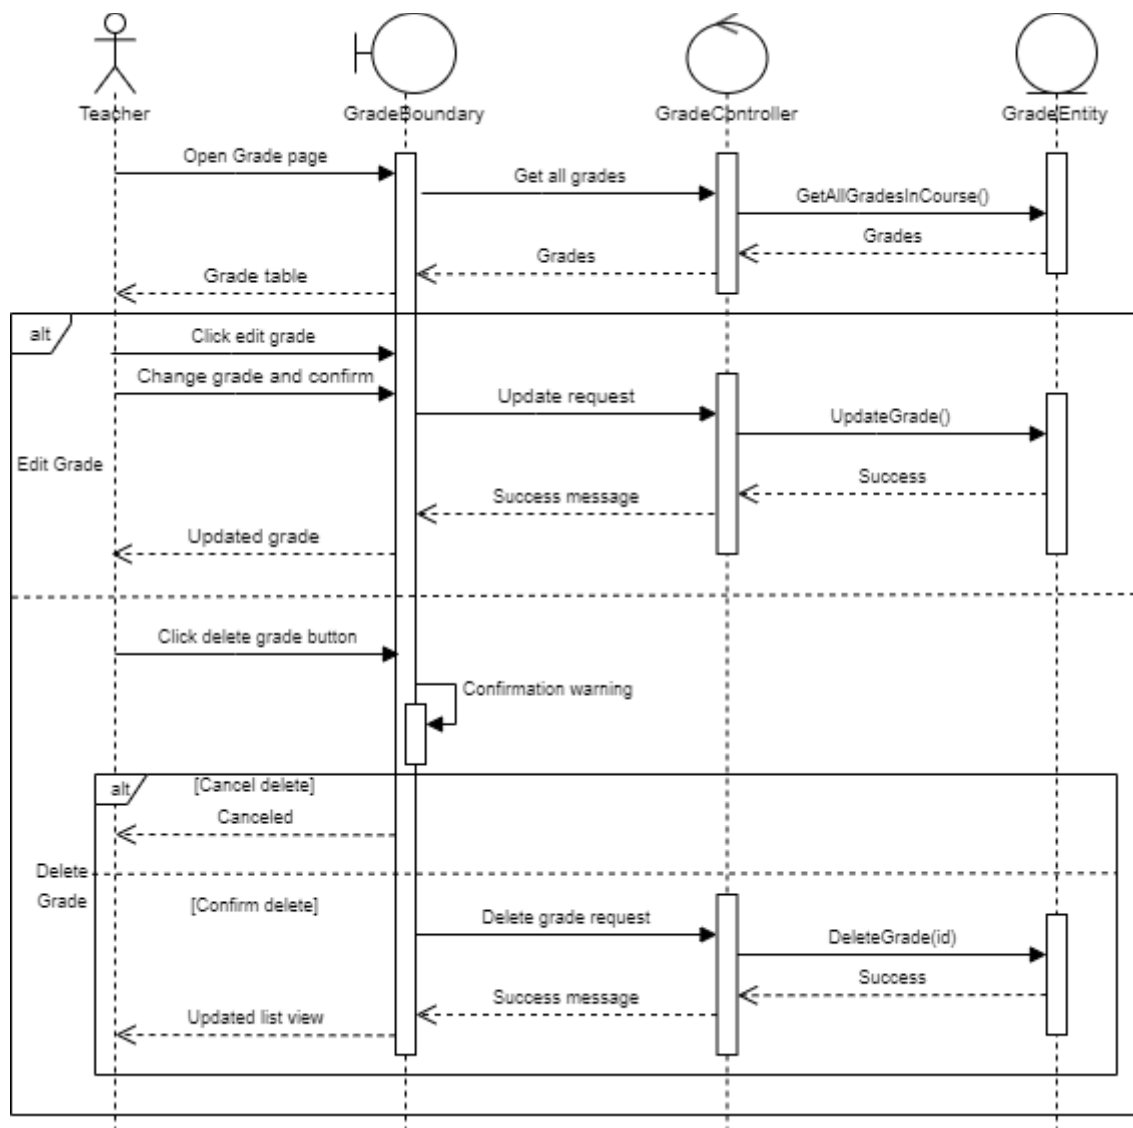 Teacher
GradeBoundary
GradeController
GradeEntity
Open Grade page
Get all grades
GetAllGradesInCourse()
Grades
Grades
Grade table
alt
Click edit grade
Change grade and confirm
Update request
UpdateGrade()
Edit Grade
Success
Success message
Updated grade
Click delete grade button
Confirmation warning
alt
[Cancel delete]
Canceled
Delete
Grade
[Confirm delete]
Delete grade request
DeleteGrade(id)
Success
Success message
Updated list view